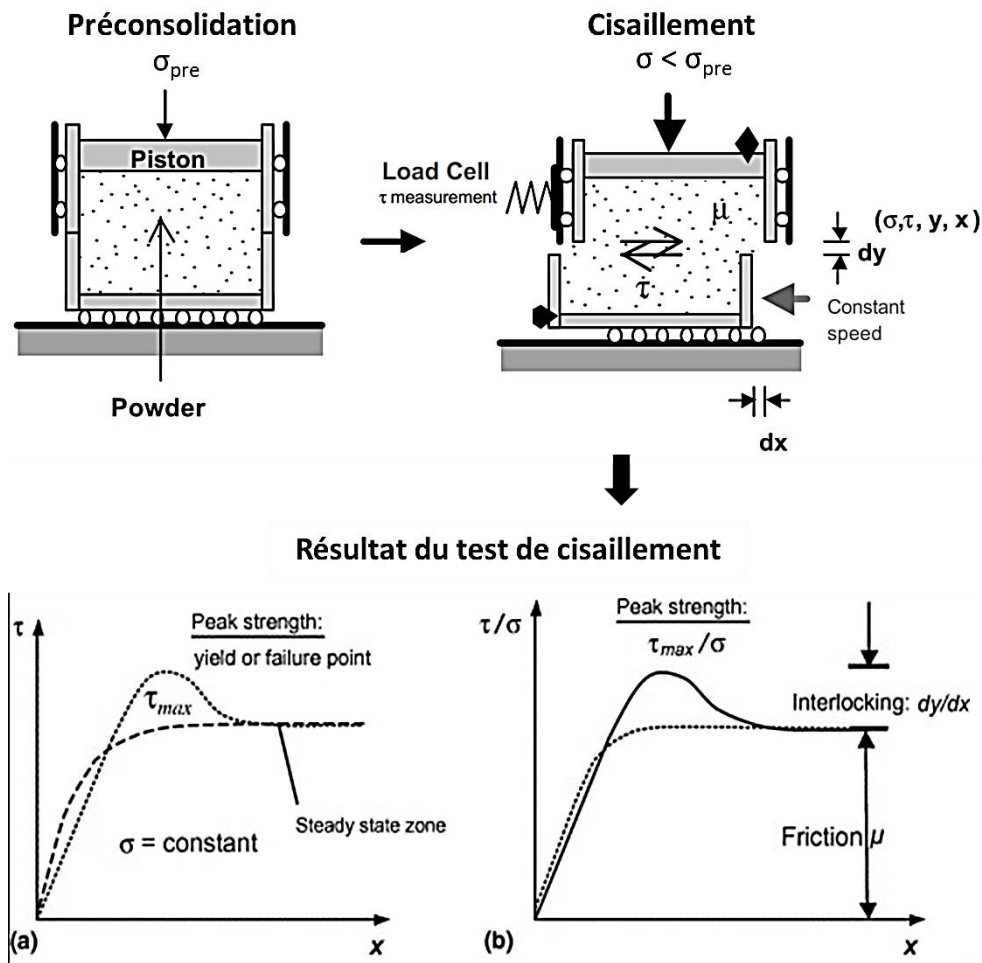 Préconsolidation
σpre
Piston
Powder
Cisaillement
σ < σpre
Load Cell
τ measurement
μ
τ
(σ,τ, y, x)
dy
Constant
speed
dx
Résultat du test de cisaillement
τ
Peak strength:
yield or failure point
τmax
Steady state zone
σ = constant
(a)
x
τ/σ
Peak strength:
τmax/σ
Interlocking: dy/dx
Friction μ
(b)
x